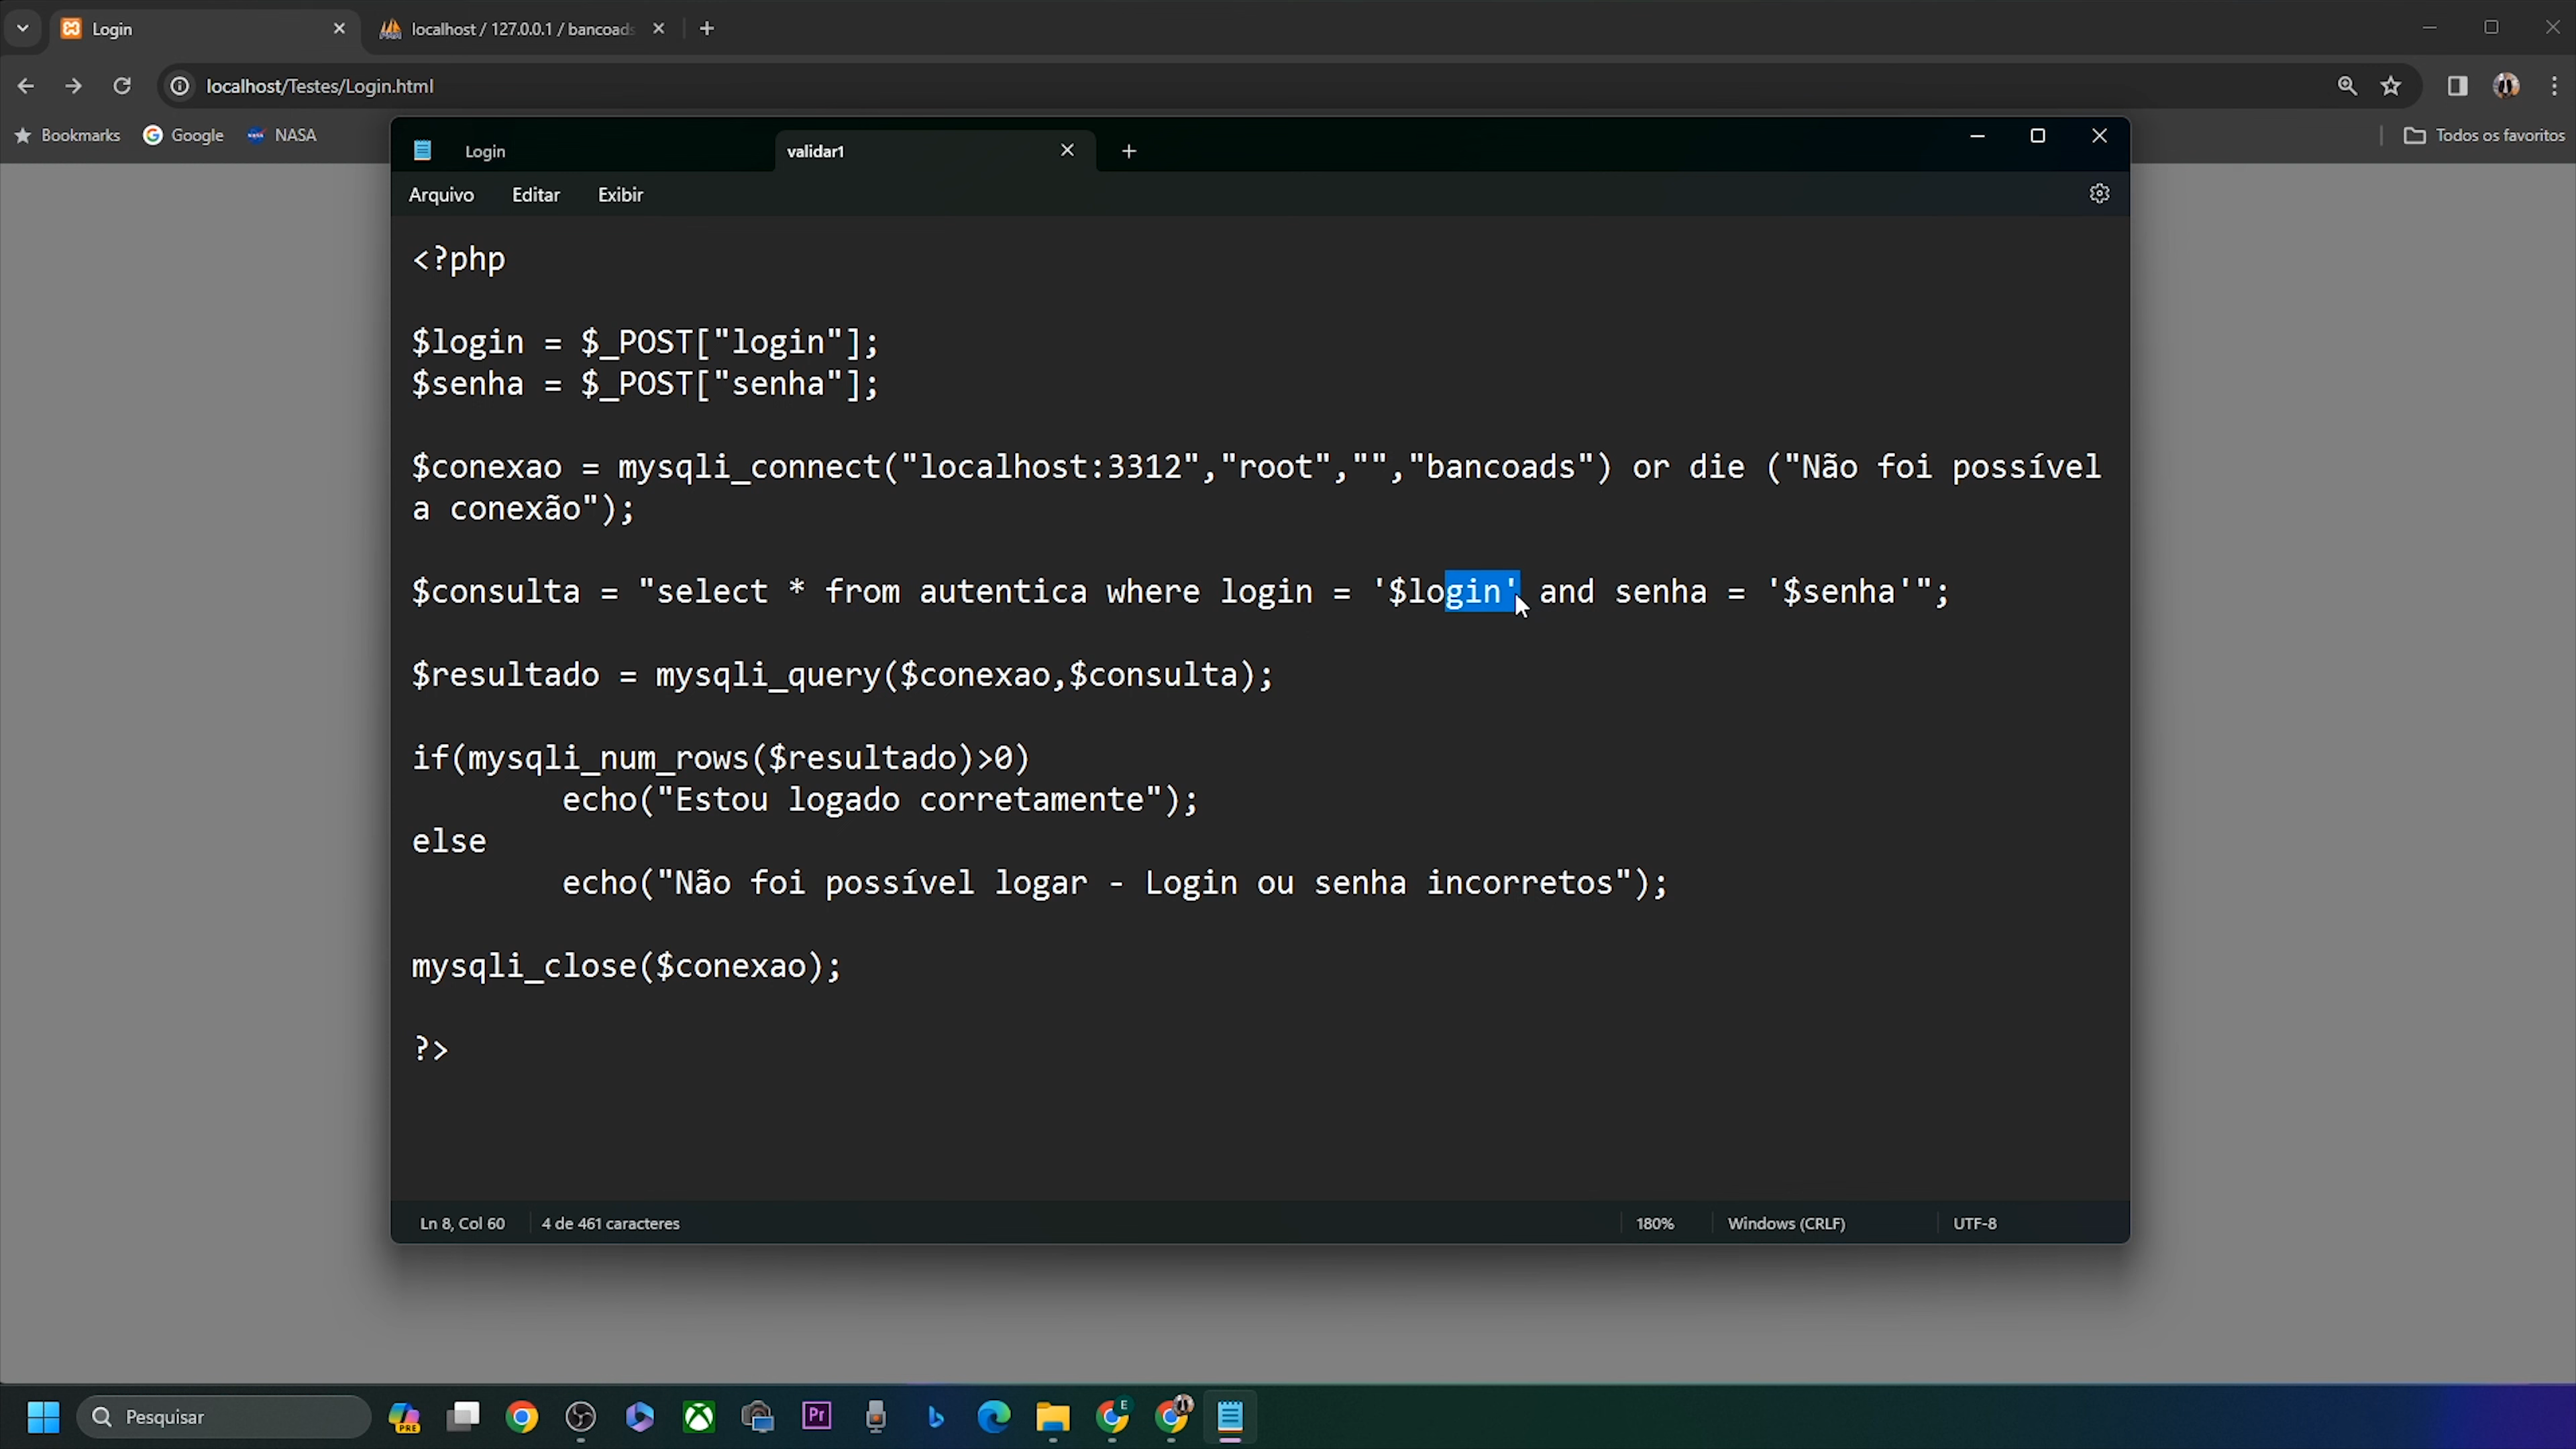 Login
localhost / 127.0.0.1 / bancoads
localhost/Testes/Login.html
Bookmarks
Google
NASA
Todos os favoritos
Login
validar1
Arquivo
Editar
Exibir
<?php
$login = $_POST["login"];
$senha = $_POST["senha"];
$conexao = mysqli_connect("localhost:3312","root","","bancoads") or die ("Não foi possível
a conexão");
$consulta = "select * from autentica where login = '$login' and senha = '$senha'";
$resultado = mysqli_query($conexao,$consulta);
if(mysqli_num_rows($resultado)>0)
echo("Estou logado corretamente");
else
echo("Não foi possível logar - Login ou senha incorretos");
mysqli_close($conexao);
?>
Ln 8, Col 60
4 de 461 caracteres
180%
Windows (CRLF)
UTF-8
Pesquisar
PRE
Pr
E